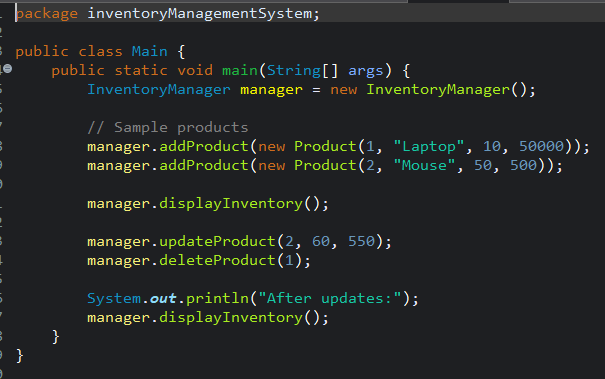 package inventoryManagementSystem;
public class Main {
    public static void main(String[] args) {
        InventoryManager manager = new InventoryManager();
        // Sample products
        manager.addProduct(new Product(1, "Laptop", 10, 50000));
        manager.addProduct(new Product(2, "Mouse", 50, 500));
        manager.displayInventory();
        manager.updateProduct(2, 60, 550);
        manager.deleteProduct(1);
        System.out.println("After updates:");
        manager.displayInventory();
    }
}